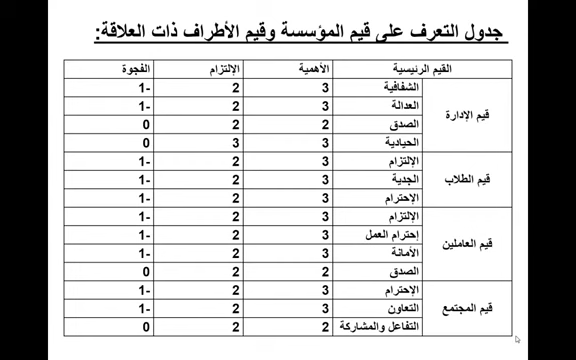 جدول التعرف على قيم المؤسسة وقيم الأطراف ذات العلاقة:
القيم الرئيسية الأهمية الإلتزام الفجوة
قيم الإدارة
الشفافية 3 2 1-
العدالة 3 2 1-
الصدق 2 2 0
الحيادية 3 3 0
قيم الطلاب
الإلتزام 3 2 1-
الجدية 3 2 1-
الإحترام 3 2 1-
قيم العاملين
الإلتزام 3 2 1-
إحترام العمل 3 2 1-
الأمانة 3 2 1-
الصدق 2 2 0
قيم المجتمع
الإحترام 3 2 1-
التعاون 3 2 1-
التفاعل والمشاركة 2 2 0